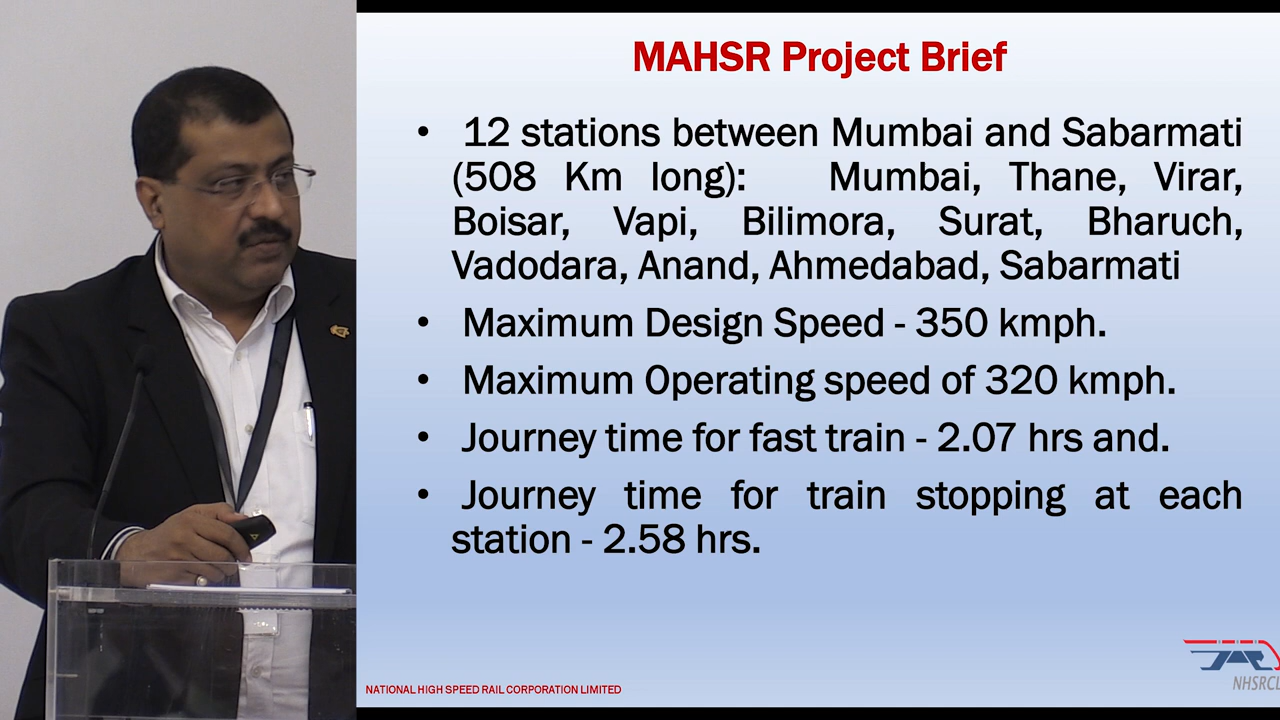 MAHSR Project Brief
• 12 stations between Mumbai and Sabarmati
(508 Km long): Mumbai, Thane, Virar,
Boisar, Vapi, Bilimora, Surat, Bharuch,
Vadodara, Anand, Ahmedabad, Sabarmati
• Maximum Design Speed - 350 kmph.
• Maximum Operating speed of 320 kmph.
• Journey time for fast train - 2.07 hrs and.
• Journey time for train stopping at each
station - 2.58 hrs.
NHSRCL
NATIONAL HIGH SPEED RAIL CORPORATION LIMITED